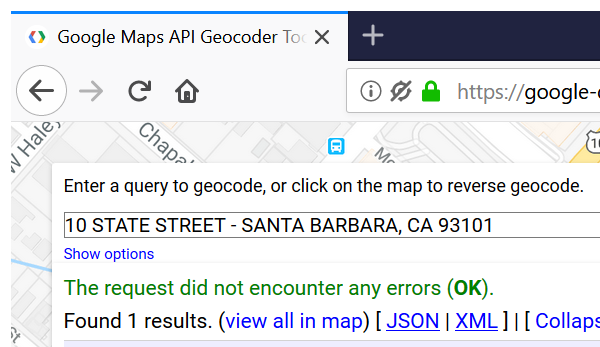 Google Maps API Geocoder Too
https://google-
W Haley
Chapal
10
Enter a query to geocode, or click on the map to reverse geocode.
10 STATE STREET - SANTA BARBARA, CA 93101
Show options
The request did not encounter any errors (OK).
Found 1 results. (view all in map) [ JSON | XML ] | [ Collaps